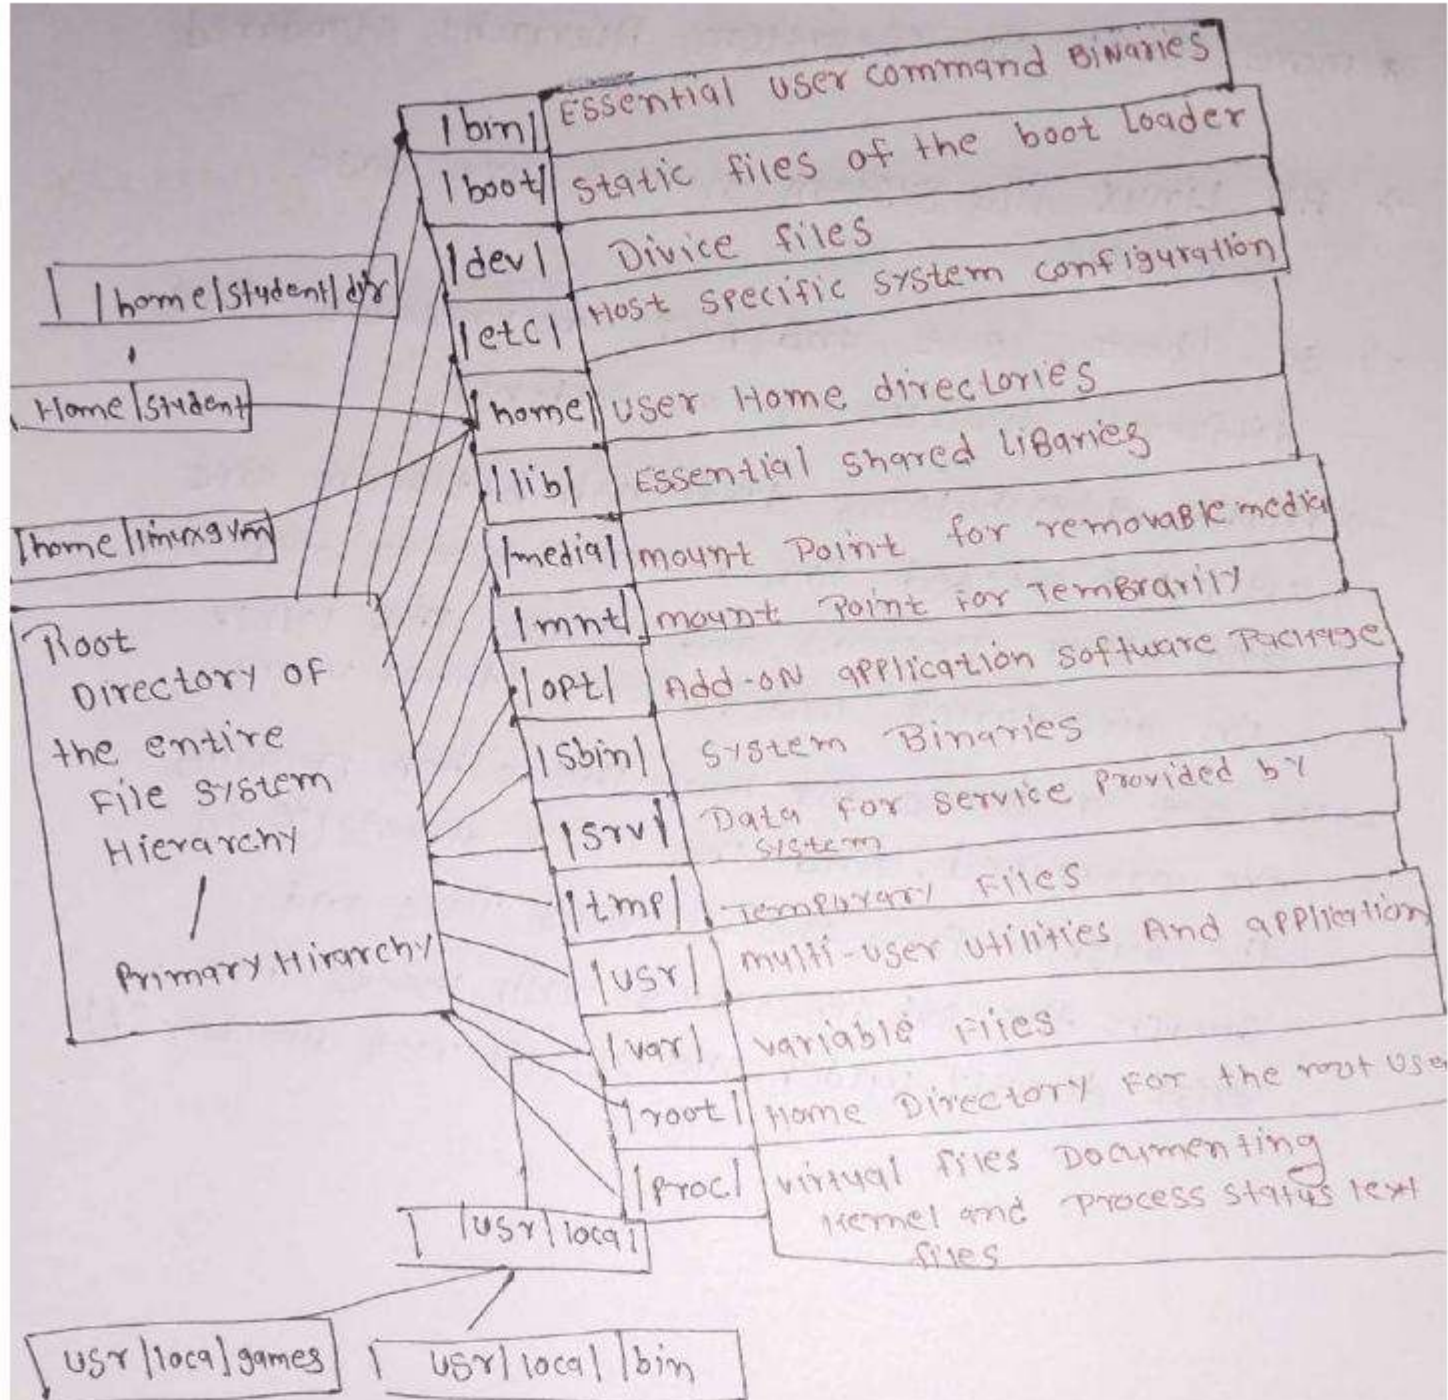 /bin/ Essential user command Binaries
/boot/ static files of the boot loader
/dev/ Divice files
/etc/ Host specific system configuration
/home/ user Home directories
/lib/ Essential shared LiBaries
/media/ mount Point for removaBle media
/mnt/ mount Point For TemBrarily
/opt/ Add-oN application software Package
/sbin/ System Binaries
/srv/ Data For service Provided by
system
/tmp/ Temporary Files
/usr/ multi-user utilities And application
/var/ variable Files
/root/ Home Directory For the root Use
/proc/ virtual files Documenting
Kernel and Process status text
files
/home/student/dir
Home/student
/home/linuxgym
Root
Directory OF
the entire
File system
Hierarchy
/
Primary Hirarchy
/usr/local/
usr/local games
usr/local/bin